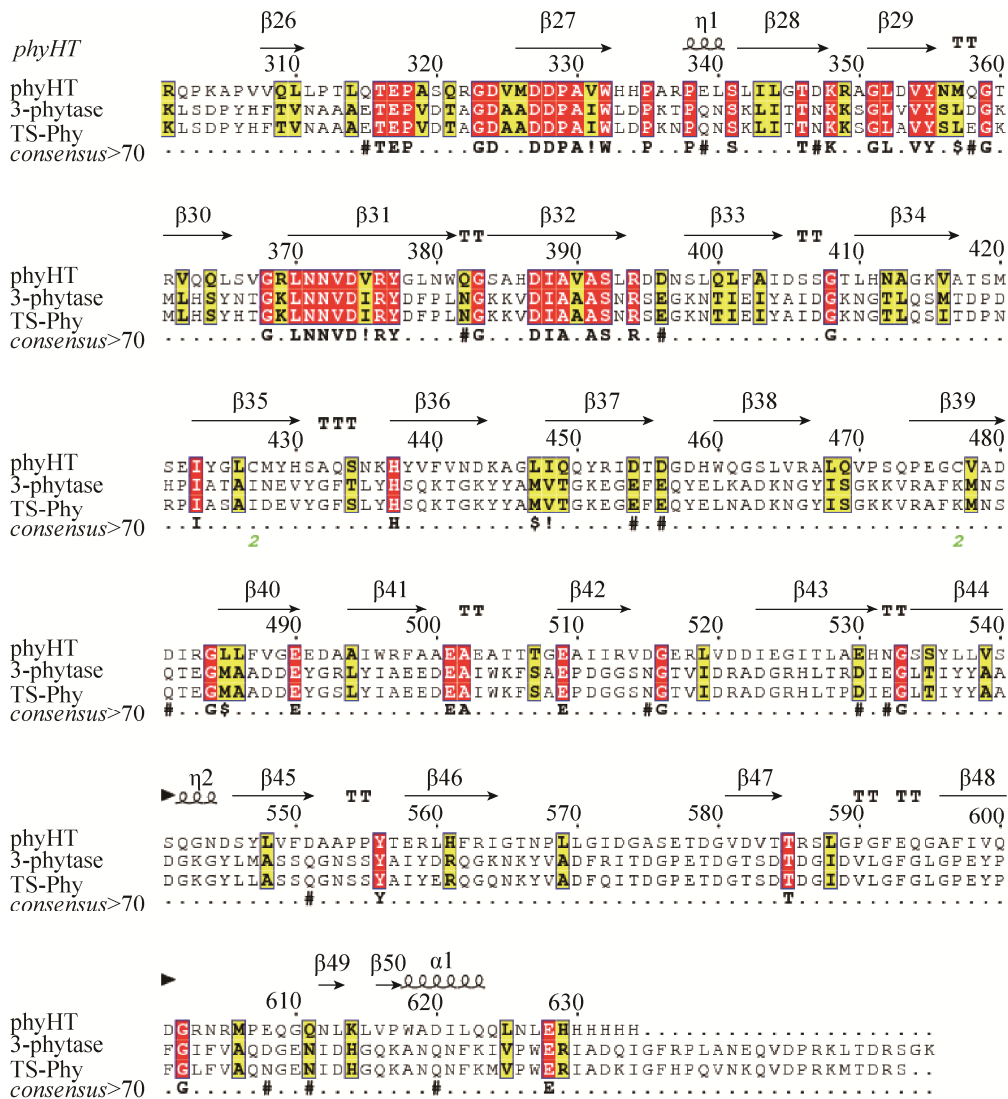 β26 β27 η1 β28 β29 TT
phyHT 310 320 330 340 350 360
phyHT RQPKAPVVQLLPTLQTEPASQRGDVMDDPAVWHHPARPELSLILGTDKRAGLDVYNMQGT
3-phytase KLSDPYHFTVNAAAETEPVDTAGDAADDPAIWLDPKTPQNSKLITTNKKSGLVVYSLDGK
TS-Phy KLSDPYHFTVNAAAETEPVDTAGDAADDPAIWLDPKNPQNSKLITTNKKSGLAVYSLEGK
consensus>70 ..............#TEP....GD..DDPA!W..P..P#.S.....T#K..GL.VY.$#G.
β30 β31 TT β32 β33 TT β34
370 380 390 400 410 420
phyHT RVQQLSVGRLNNVDVRYGLNWQGSAHDIAVASLRDDNSLQLFAIDSSGTLHNAGKVATSM
3-phytase MLHSYNTGKLNNVDIRYDFPLNGKKVDIAAASNRSEGKNTIEIYAIDGKNGTLQSMTDPD
TS-Phy MLHSYHTGKLNNVDIRYDFPLNGKKVDIAAASNRSEGKNTIEIYAIDGKNGTLQSITDPN
consensus>70 .......G.LNNVD!RY....#G...DIA.AS.R.#...........G............
β35 TTT β36 β37 β38 β39
430 440 450 460 470 480
phyHT SEIYGLCMYHSAQSNKHYVFVNDKAGLIQQYRIDTDGDHWQGSLVRALQVPSQPEGCVAD
3-phytase HPIATAINEVYGFTLYHSQKTGKYYAMVTGKEGEFEQYELKADKNGYISGKKVRAFKMNS
TS-Phy RPIASAIDEVYGFSLYHSQKTGKYYAMVTGKEGEFEQYELNADKNGYISGKKVRAFKMNS
consensus>70 ..I.............H.........$!.....#.#........................
2 2
β40 β41 TT β42 β43 TT β44
490 500 510 520 530 540
phyHT DIRGLLFVGEEDAAIWRFAAEAEATTTGEAIIRVDGERLVDDIEGITLAEHNGSSYLIVS
3-phytase QTEGMAADDEYGRLYIAEEDEAIWKFSAEPDGGSNGTVIDRADGRHLTRDIEGLTIYYAA
TS-Phy QIEGMAADDEYGSLYIAEEDEAIWKFSAEPDGGSNGTVIDRADGRHLTPDIEGLTIYYAA
consensus>70 #..G$.....E..........EA......E......#G............#.#G......
η2 β45 TT β46 β47 TT TT β48
550 560 570 580 590 600
phyHT SQGNDSYLVFDAAPPYTERLHFRIGTNPLLGIDGASETDGVDVTTRSLGPGFEQGAFIVQ
3-phytase DGKGYLMASSQGNSSYAIYDRQGKNKYVADFRITDGPETDGTSDTDGIDVLGFGLGPEYP
TS-Phy DGKGYLLASSQGNSSYAIYERQGQNKYVADFQITDGPETDGTSDTDGIDVLGFGLGPEYP
consensus>70 ..........#....Y............................T...............
β49 β50 α1
610 620 630
phyHT DGRNRMPEQGQNLKLVPWADILQQLNLEHHHHHH.....................
3-phytase FGIFVAQDGENIDHGQKANQNFKIVPWERIADQIGFRPLANEQVDPRKLTDRSGK
TS-Phy FGLFVAQNGENIDHGQKANQNFKMVPWERIADKIGFHPQVNKQVDPRKMTDRS..
consensus>70 .G.....#..#........#.......E...........................